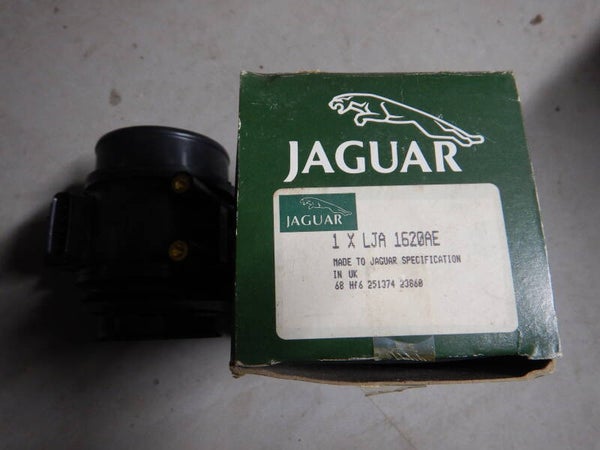 JAGUAR
JAGUAR
1 X LJA 1620AE
MADE TO JAGUAR SPECIFICATION
IN UK
68 Hf6 251374 23860